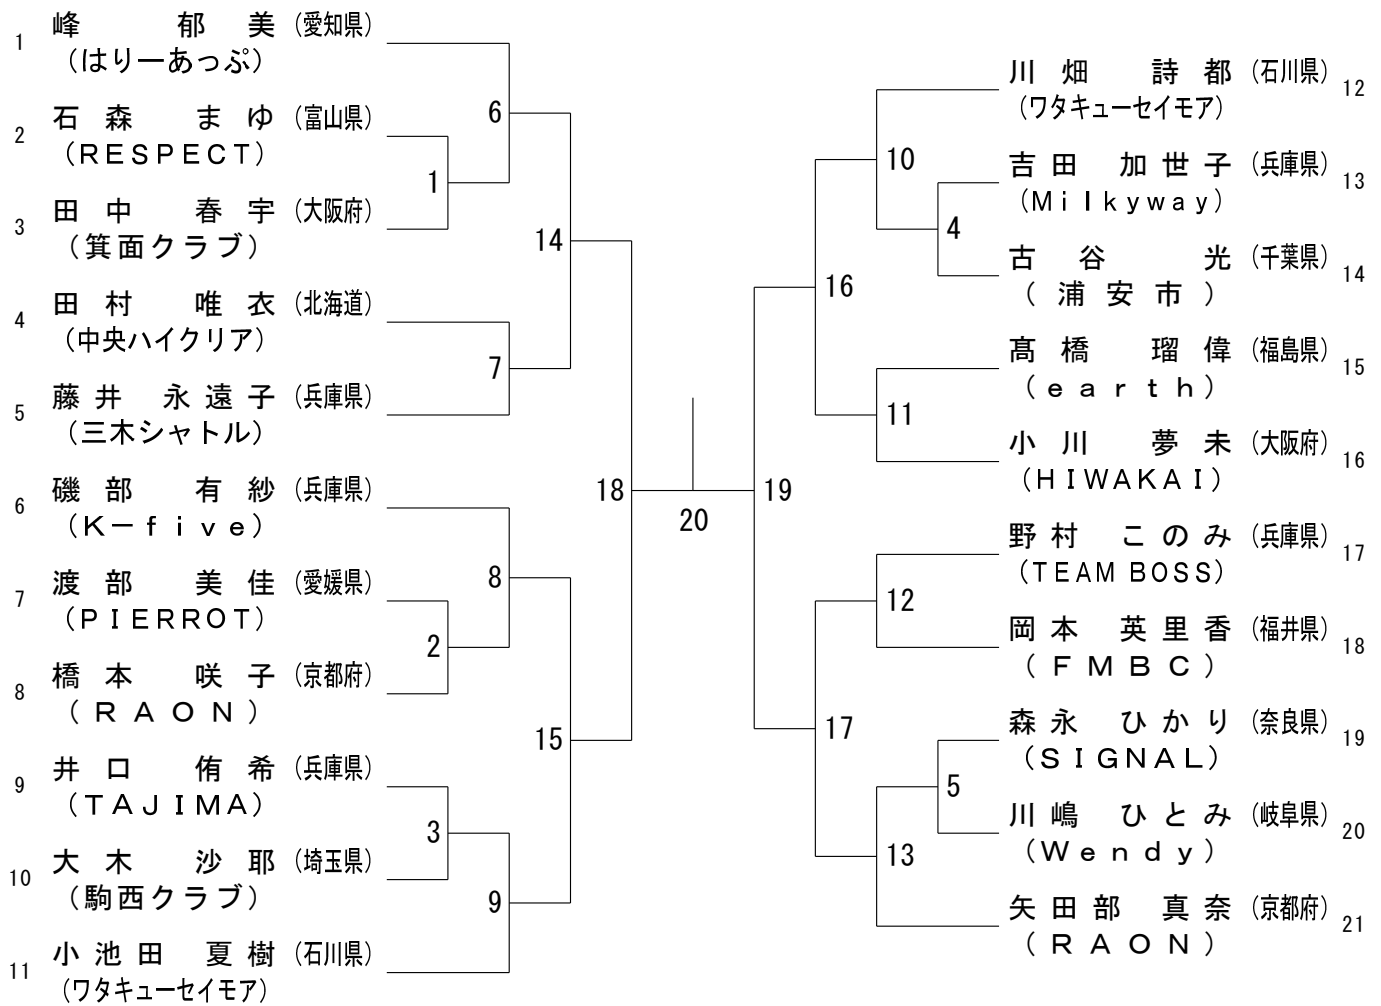 1 峰 郁 美 (愛知県)
(はりーあっぷ)
2 石 森 ま ゆ (富山県)
(RESPECT)
3 田 中 春 宇 (大阪府)
(箕面クラブ)
4 田 村 唯 衣 (北海道)
(中央ハイクリア)
5 藤 井 永 遠 子 (兵庫県)
(三木シャトル)
6 磯 部 有 紗 (兵庫県)
(K-five)
7 渡 部 美 佳 (愛媛県)
(PIERROT)
8 橋 本 咲 子 (京都府)
(RAON)
9 井 口 侑 希 (兵庫県)
(TAJIMA)
10 大 木 沙 耶 (埼玉県)
(駒西クラブ)
11 小 池 田 夏 樹 (石川県)
(ワタキューセイモア)
6
1
14
7
18
8
2
15
3
9
20
10
4
16
11
19
12
17
5
13
川 畑 詩 都 (石川県) 12
(ワタキューセイモア)
吉 田 加 世 子 (兵庫県) 13
(Milkyway)
古 谷 光 (千葉県) 14
(浦安市)
髙 橋 瑠 偉 (福島県) 15
(earth)
小 川 夢 未 (大阪府) 16
(HIWAKAI)
野 村 こ の み (兵庫県) 17
(TEAM BOSS)
岡 本 英 里 香 (福井県) 18
(FMBC)
森 永 ひ か り (奈良県) 19
(SIGNAL)
川 嶋 ひ と み (岐阜県) 20
(Wendy)
矢 田 部 真 奈 (京都府) 21
(RAON)